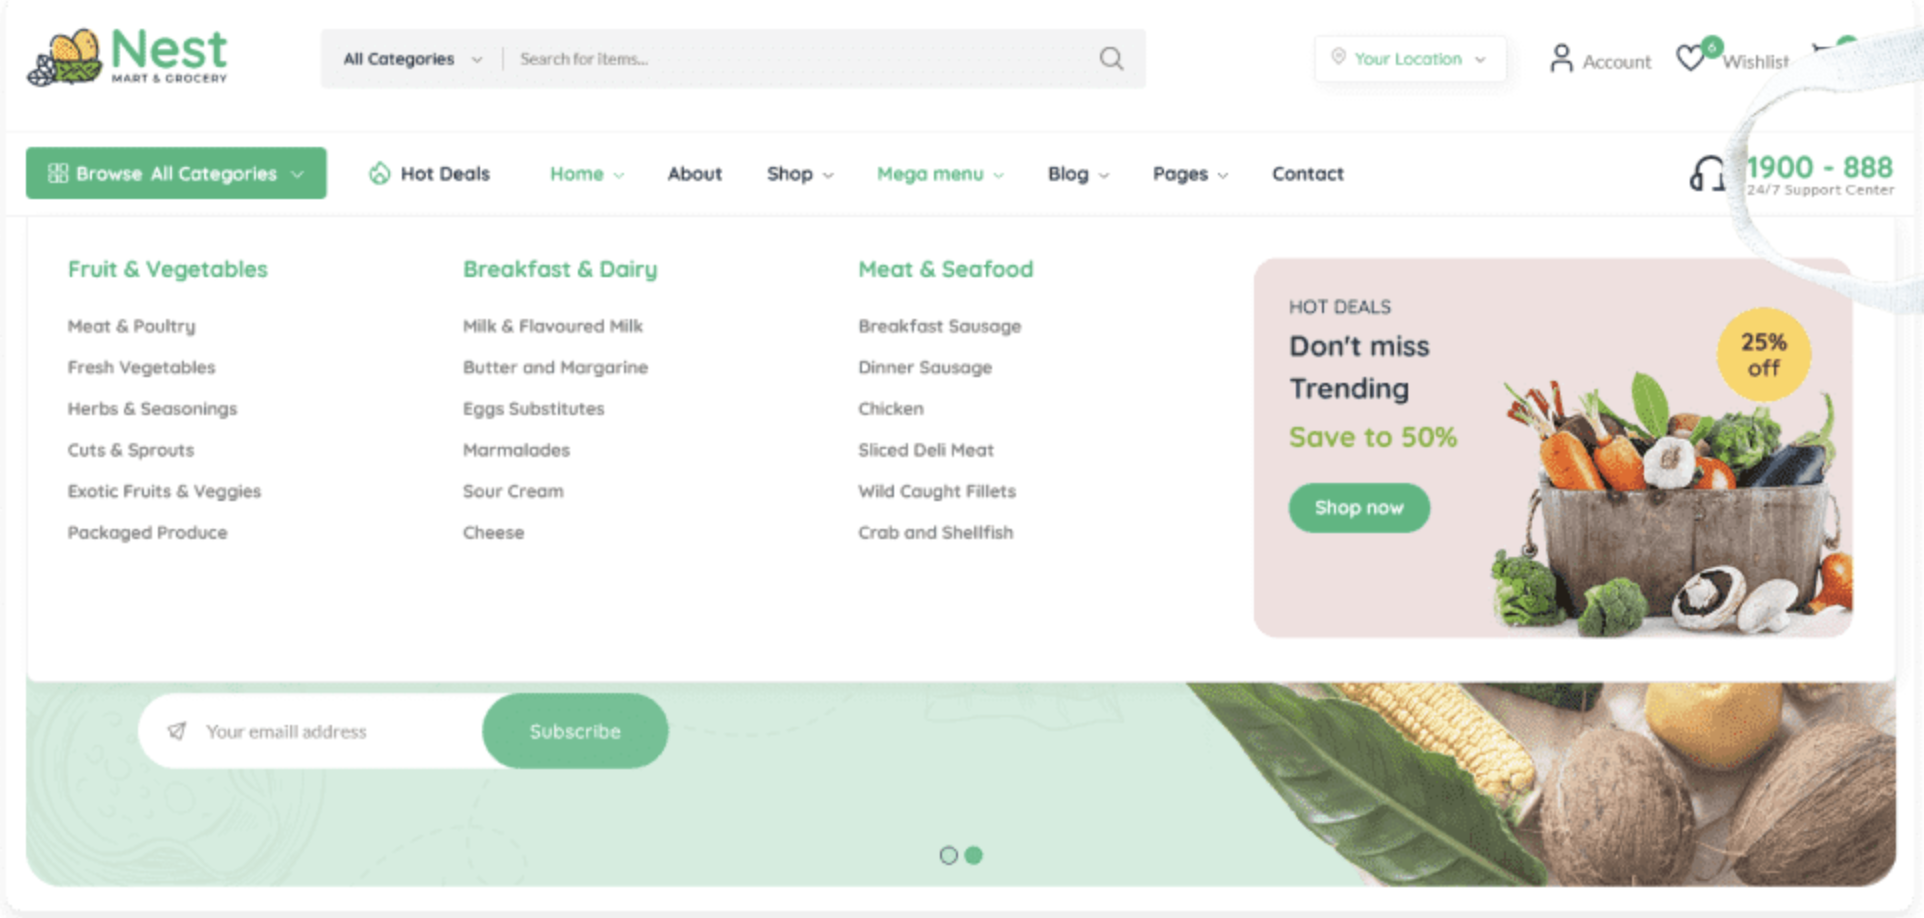 Nest
MART & GROCERY
All Categories
Search for items...
Your Location
Account
6
Wishlist
Browse All Categories
Hot Deals
Home
About
Shop
Mega menu
Blog
Pages
Contact
1900 - 888
24/7 Support Center
Fruit & Vegetables
Meat & Poultry
Fresh Vegetables
Herbs & Seasonings
Cuts & Sprouts
Exotic Fruits & Veggies
Packaged Produce
Breakfast & Dairy
Milk & Flavoured Milk
Butter and Margarine
Eggs Substitutes
Marmalades
Sour Cream
Cheese
Meat & Seafood
Breakfast Sausage
Dinner Sausage
Chicken
Sliced Deli Meat
Wild Caught Fillets
Crab and Shellfish
HOT DEALS
Don't miss
Trending
Save to 50%
Shop now
25%
off
Your emaill address
Subscribe